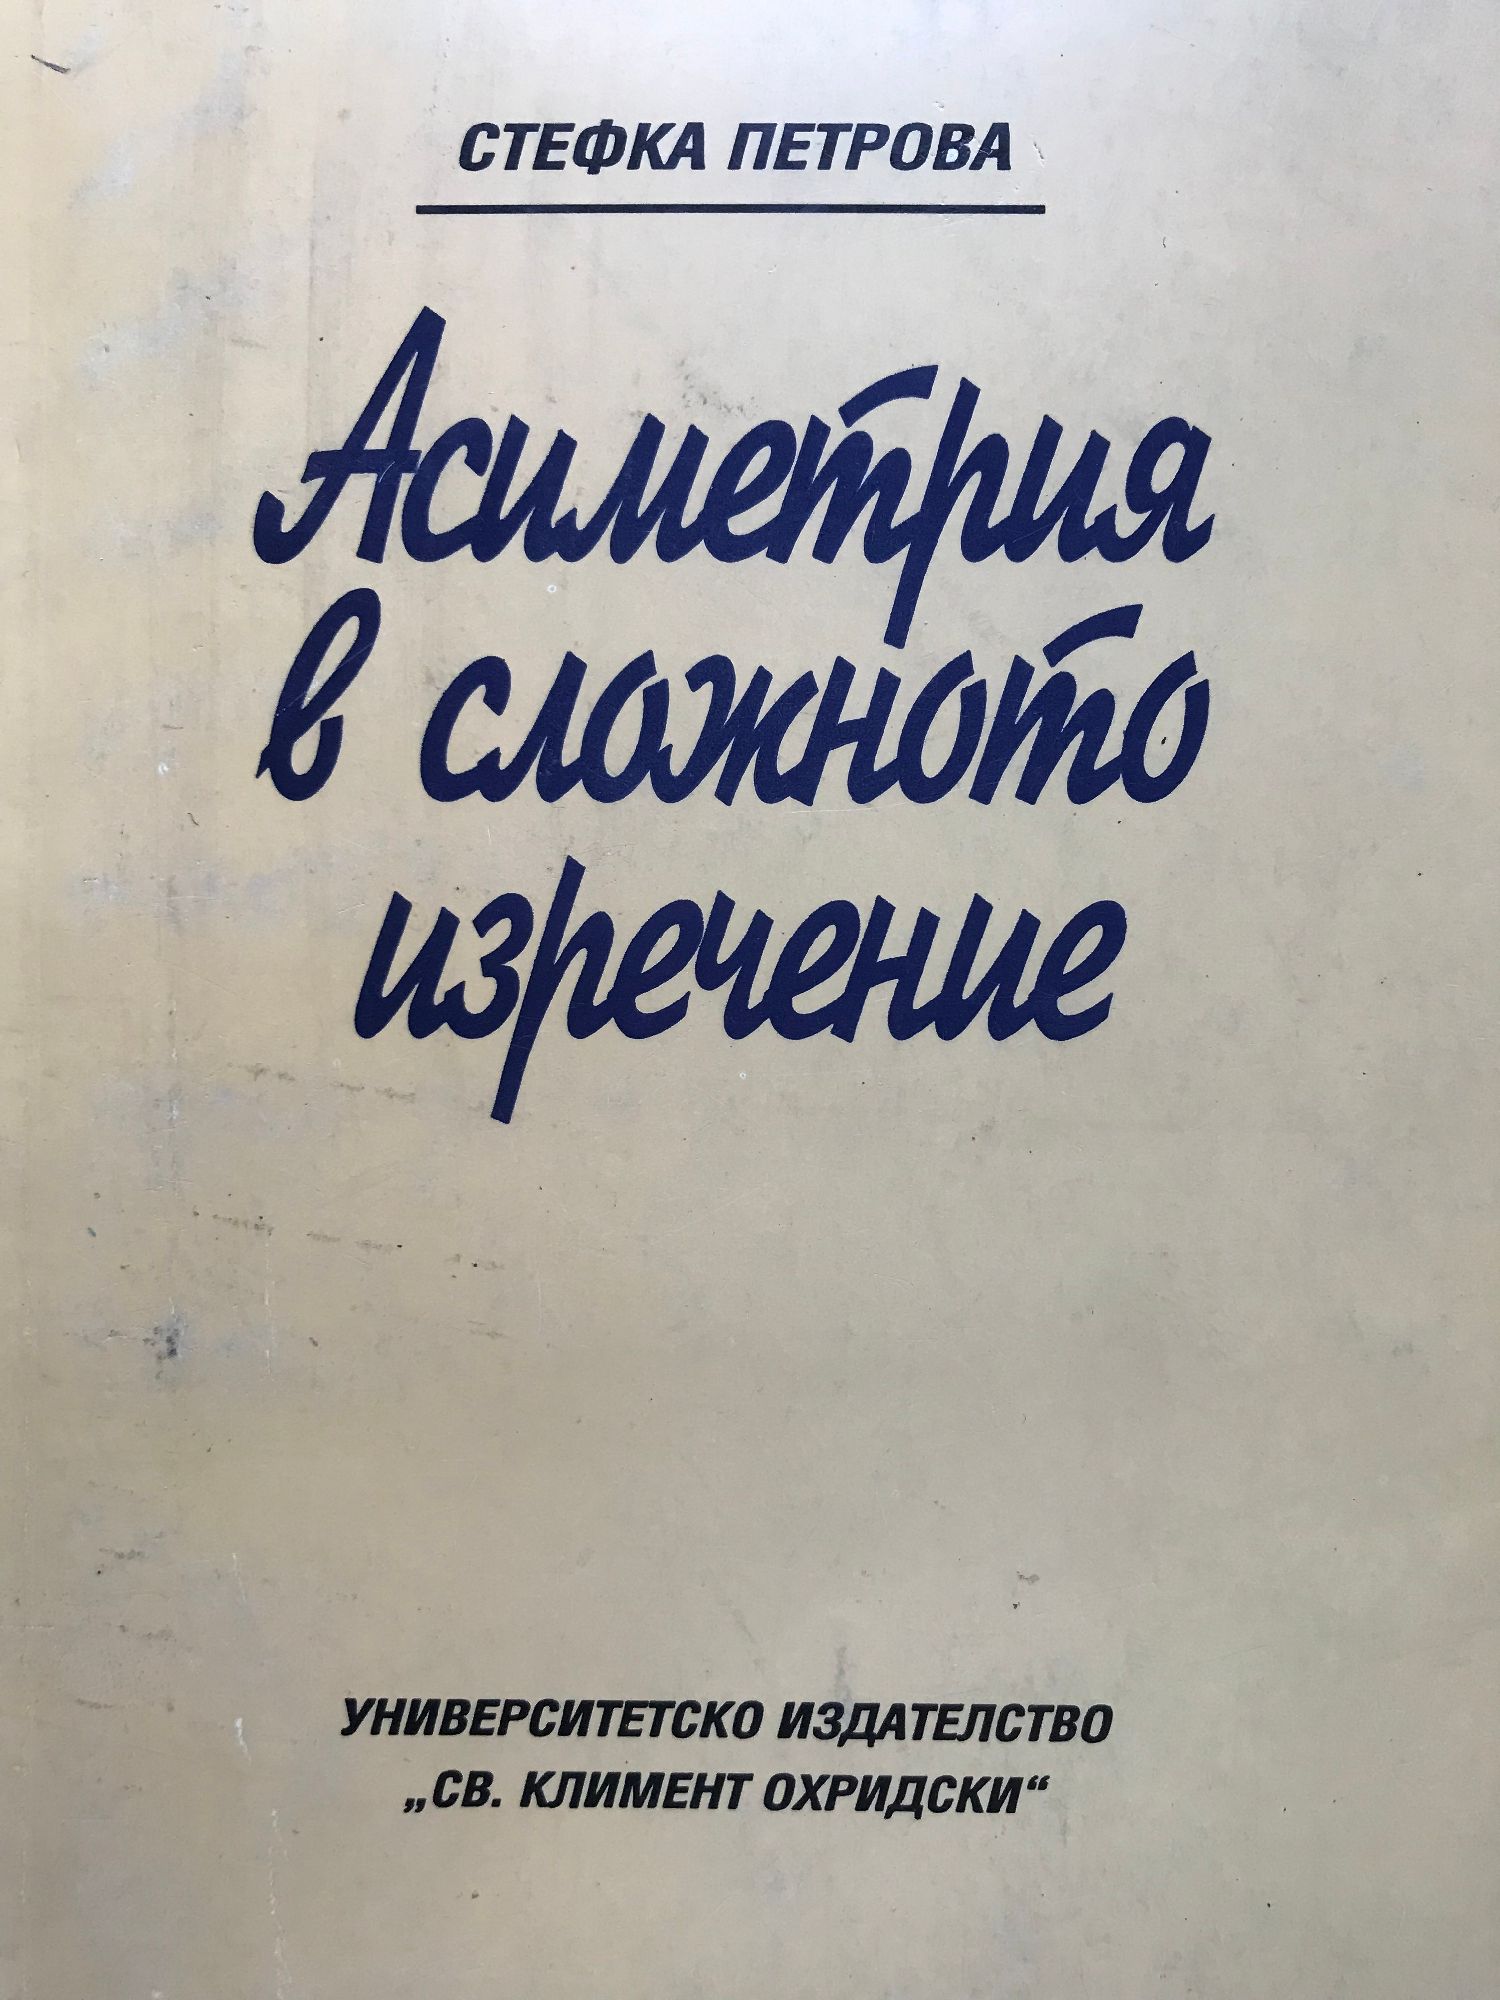 СТЕФКА ПЕТРОВА
Асиметрия
в сложното
изречение
УНИВЕРСИТЕТСКО ИЗДАТЕЛСТВО
„СВ. КЛИМЕНТ ОХРИДСКИ“